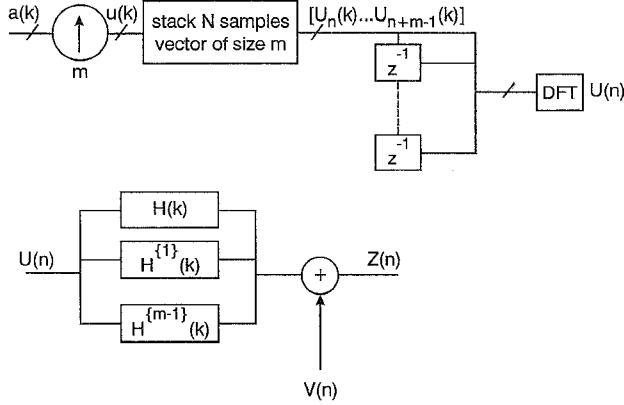 a(k) u(k) stack N samples [U_n(k)...U_{n+m-1}(k)]
vector of size m
m
z^{-1}
DFT U(n)
z^{-1}
H(k)
U(n) H^{{1}}(k) + Z(n)
H^{{m-1}}(k)
V(n)